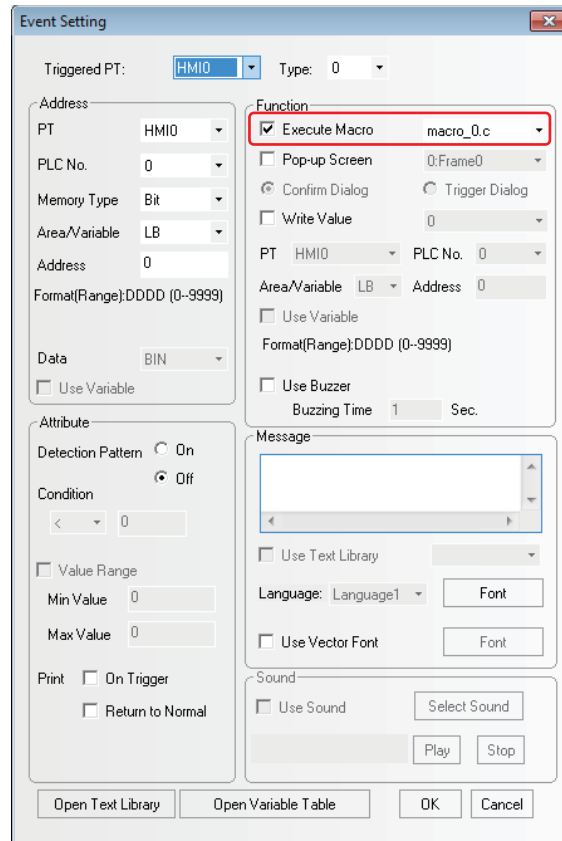 Event Setting
Triggered PT: HMI0 Type: 0
Address
PT HMI0
PLC No. 0
Memory Type Bit
Area/Variable LB
Address 0
Format(Range):DDDD (0--9999)
Data BIN
Use Variable
Attribute
Detection Pattern On
Off
Condition
< 0
Value Range
Min Value 0
Max Value 0
Print On Trigger
Return to Normal
Function
Execute Macro macro_0.c
Pop-up Screen 0:Frame0
Confirm Dialog Trigger Dialog
Write Value 0
PT HMI0 PLC No. 0
Area/Variable LB Address 0
Use Variable
Format(Range):DDDD (0--9999)
Use Buzzer
Buzzing Time 1 Sec.
Message
Use Text Library
Language: Language1 Font
Use Vector Font Font
Sound
Use Sound Select Sound
Play Stop
Open Text Library Open Variable Table OK Cancel